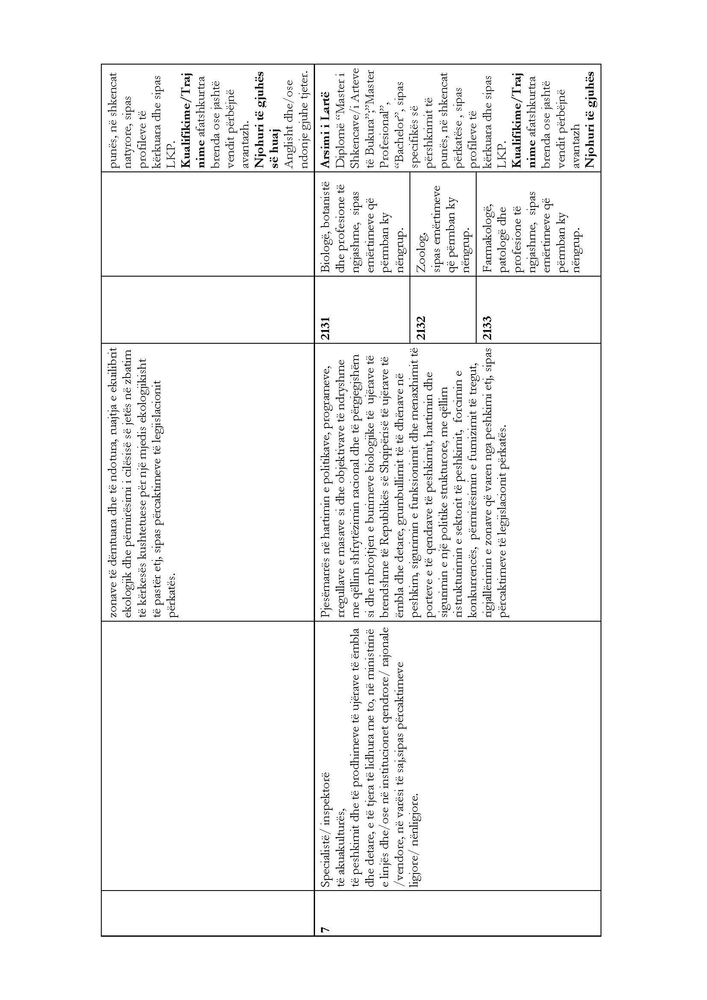 zonave të dëmtuara dhe të ndotura, ruajtja e ekuilibrit
ekologjik dhe përmirësimi i cilësisë së jetës në zbatim
të kërkesës kushtetuese për një mjedis ekologjikisht
të pastër etj, sipas përcaktimeve të legjislacionit
përkatës.
punës, në shkencat
natyrore, sipas
profileve të
kërkuara dhe sipas
LKP.
Kualifikime/Traj
nime afatshkurtra
brenda ose jashtë
vendit përbëjnë
avantazh.
Njohuri të gjuhës
së huaj
Anglisht dhe/ose
ndonje gjuhe tjeter.
7
Specialistë/ inspektorë
të akuakulturës,
të peshkimit dhe të prodhimeve të ujërave të ëmbla
dhe detare, e të tjera të lidhura me to, në ministrinë
e linjës dhe/ose në institucionet qendrore/ rajonale
/vendore, në varësi të saj,sipas përcaktimeve
ligjore/ nënligjore.
Pjesëmarrës në hartimin e politikave, programeve,
rregullave e masave si dhe objektivave të ndryshme
me qëllim shfrytëzimin racional dhe të përgjegjshëm
si dhe mbrojtjen e burimeve biologjike të ujërave të
brendshme të Republikës së Shqipërisë të ujërave të
ëmbla dhe detare, grumbullimit të të dhënave në
peshkim, sigurimin e funksionimit dhe menaxhimit të
porteve e të qendrave të peshkimit, hartimin dhe
sigurimin e një politike strukturore, me qëllim
ristrukturimin e sektorit të peshkimit, forcimin e
konkurrencës, përmirësimin e furnizimit të tregut,
ngjallërimin e zonave që varen nga peshkimi etj, sipas
përcaktimeve të legjislacionit përkatës.
2131
Biologë, botanistë
dhe profesione të
ngjashme, sipas
emërtimeve që
përmban ky
nëngrup.
2132
Zoolog,
sipas emërtimeve
që përmban ky
nëngrup.
2133
Farmakologë,
patologë dhe
profesione të
ngjashme, sipas
emërtimeve që
përmban ky
nëngrup.
Arsimi i Lartë
Diplomë “Master i
Shkencave/i Arteve
të Bukura”;”Master
Profesional”,
“Bachelor”, sipas
specifikës së
përshkrimit të
punës, në shkencat
përkatëse , sipas
profileve të
kërkuara dhe sipas
LKP.
Kualifikime/Traj
nime afatshkurtra
brenda ose jashtë
vendit përbëjnë
avantazh
Njohuri të gjuhës